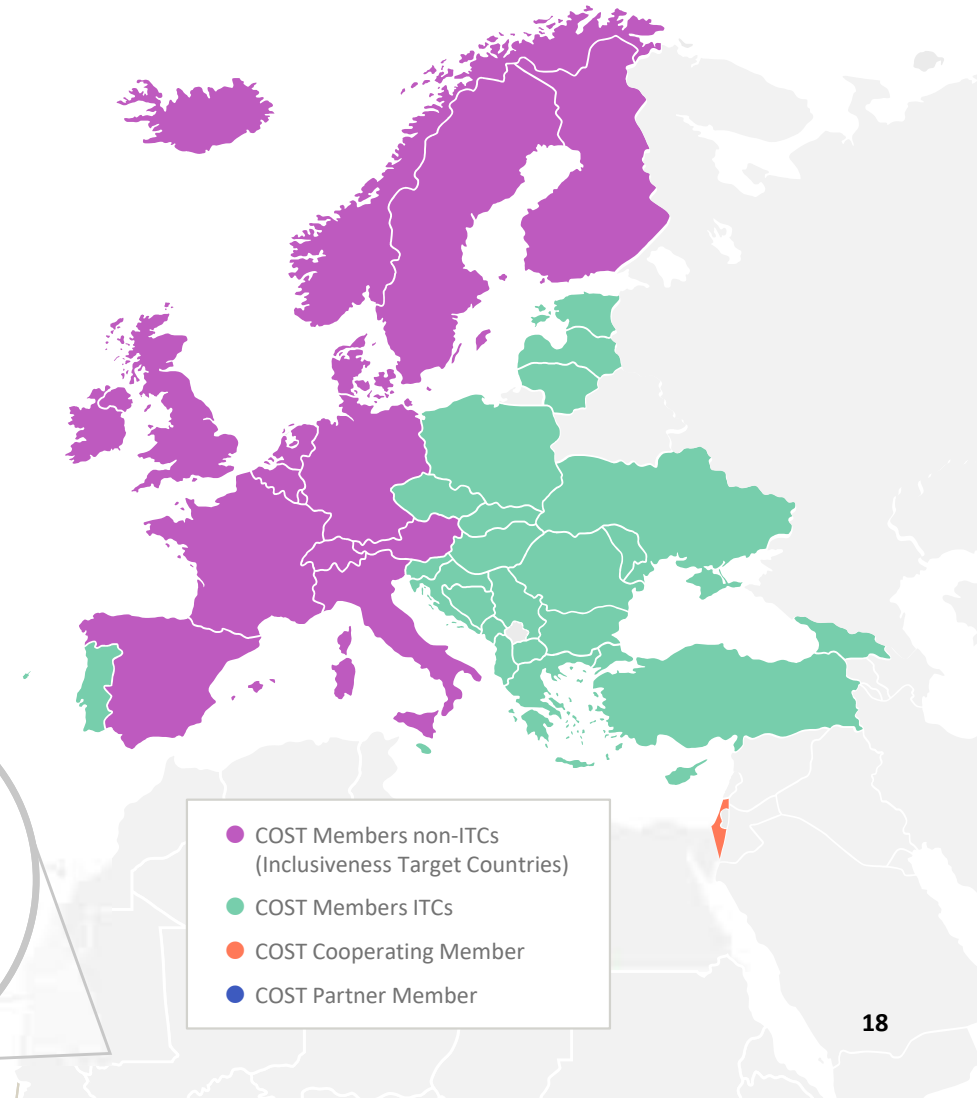 COST Members non-ITCs
(Inclusiveness Target Countries)
COST Members ITCs
COST Cooperating Member
COST Partner Member
18